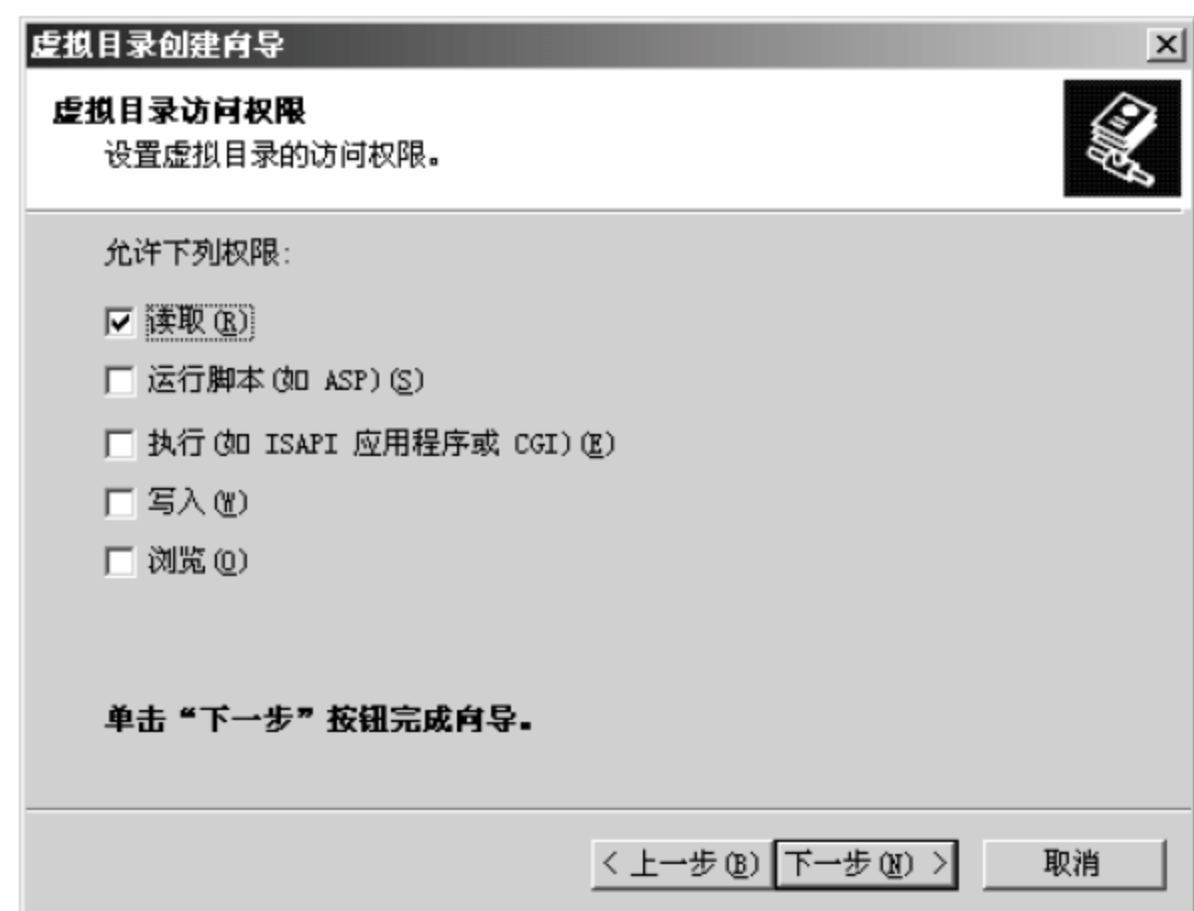 虚拟目录创建向导
虚拟目录访问权限
设置虚拟目录的访问权限。
允许下列权限:
读取(R)
运行脚本(如 ASP)(S)
执行(如 ISAPI 应用程序或 CGI)(E)
写入(W)
浏览(O)
单击“下一步”按钮完成向导。
< 上一步(B) 下一步(N) > 取消